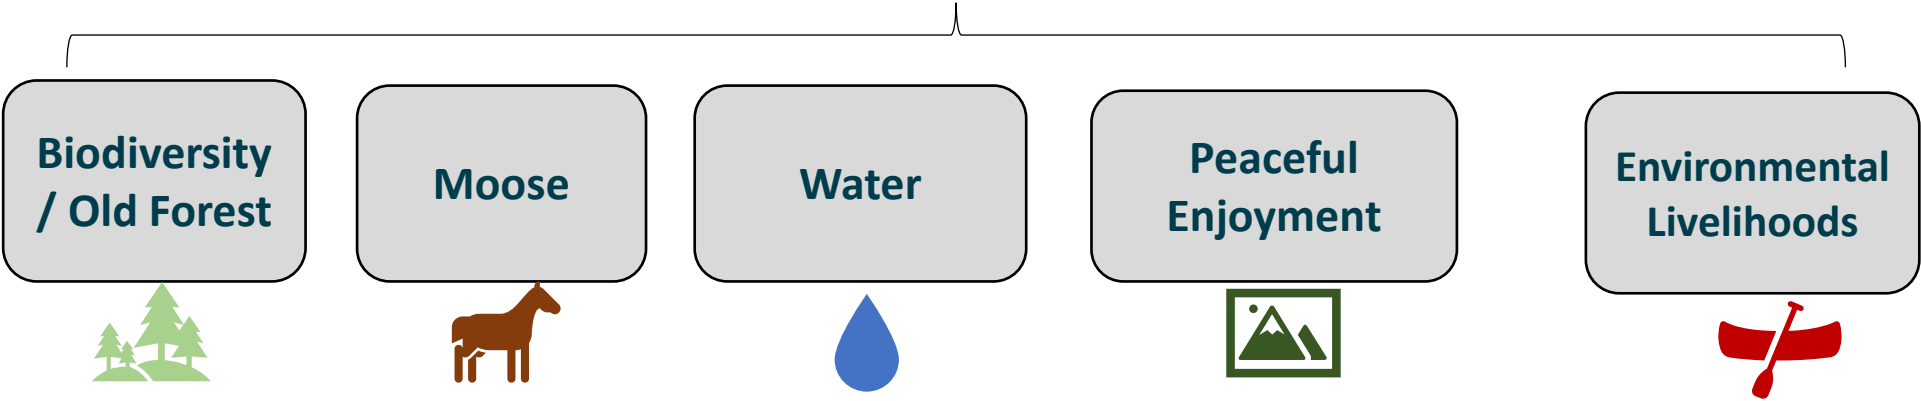 Biodiversity
/ Old Forest
Moose
Water
Peaceful
Enjoyment
Environmental
Livelihoods